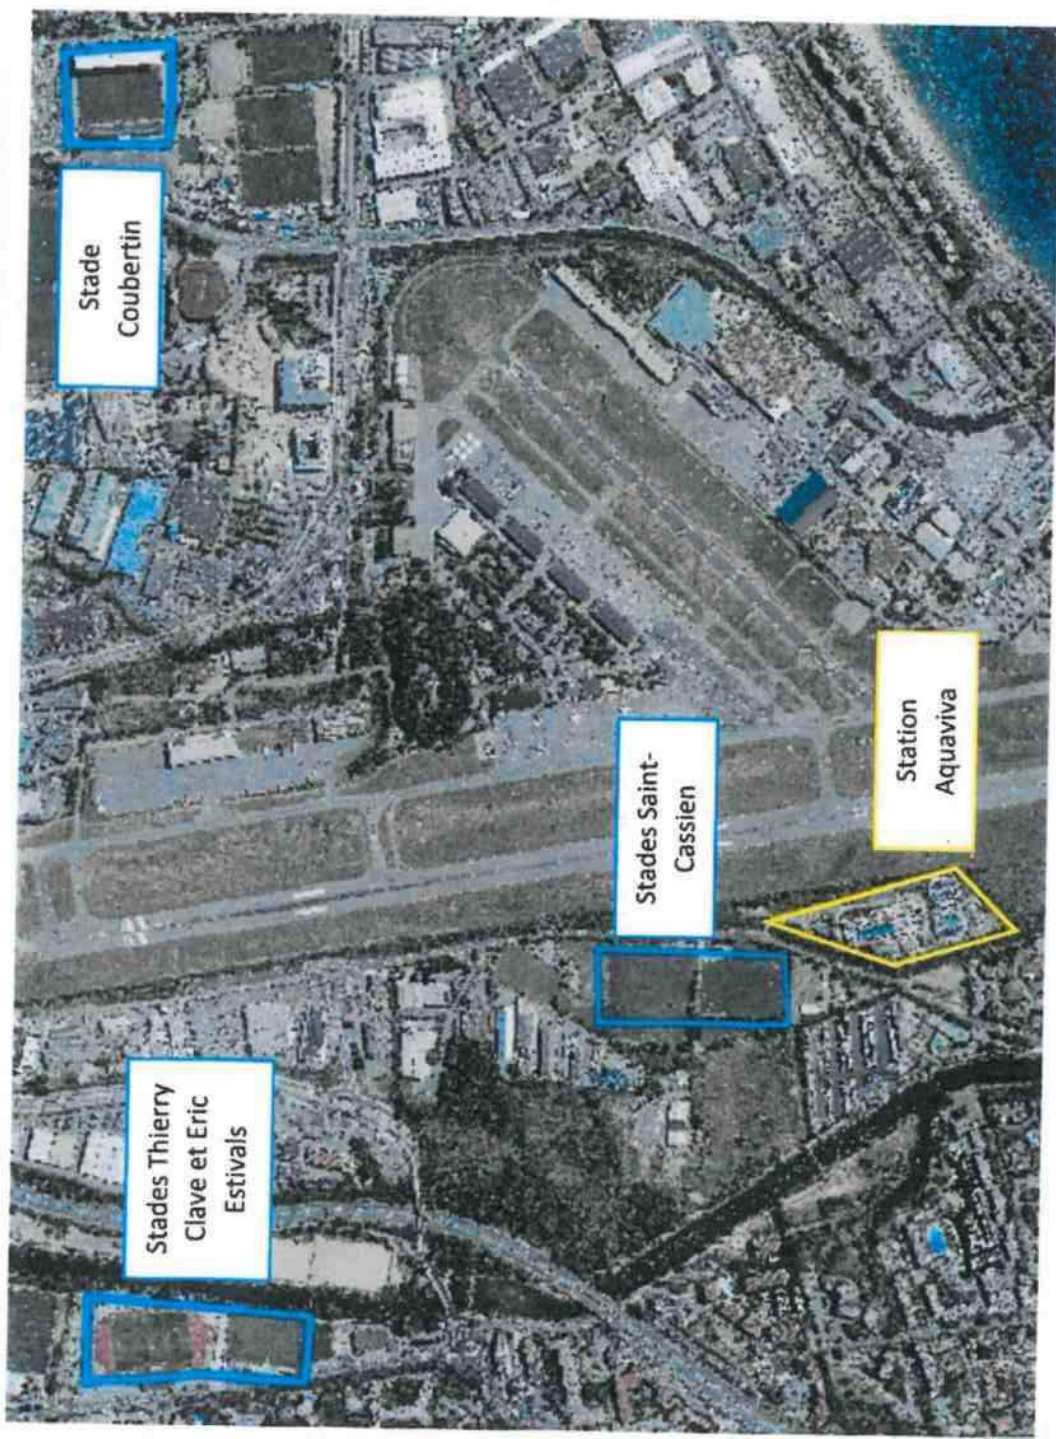 Stades Thierry
Clave et Eric
Estivals
Stades Saint-
Cassien
Station
Aquaviva
Stade
Coubertin